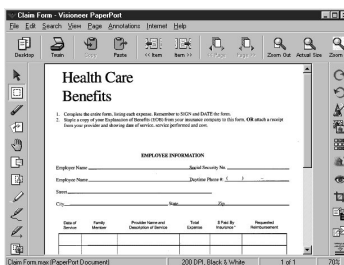 Claim Form - Visioneer PaperPort
File Edit Search View Page Annotations Internet Help
Desktop Train Copy Paste << Item Item >> << Page Page >> Zoom Out Actual Size Zoom
Health Care
Benefits
1. Complete the entire form, listing each expense. Remember to SIGN and DATE the form.
2. Staple a copy of your Explanation of Benefits (EOB) from your insurance company to this form, OR attach a receipt
from your provider and showing date of service, service performed and cost.
EMPLOYEE INFORMATION
Employee Name Social Security No.
Employee Name Daytime Phone # ( ) -
Street
City State Zip
Date of Service Family Member Provider Name and Description of Service Total Expense $ Paid By Insurance * Requested Reimbursement
Claim Form.max (PaperPort Document) 200 DPI, Black & White 1 of 1 70%